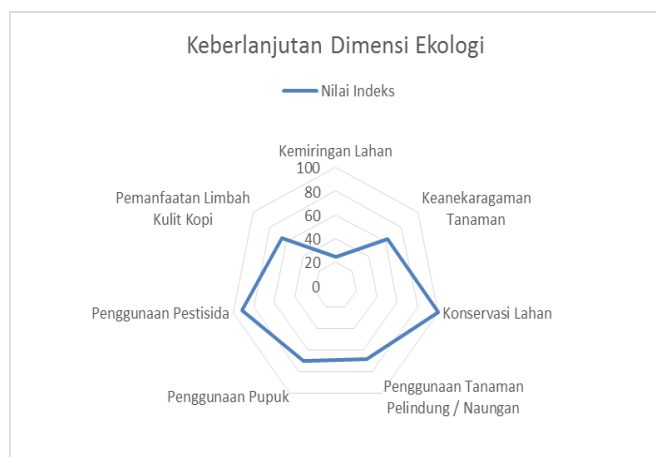 Keberlanjutan Dimensi Ekologi
Nilai Indeks
Kemiringan Lahan
100
80
60
40
20
0
Keanekaragaman
Tanaman
Konservasi Lahan
Penggunaan Tanaman
Pelindung / Naungan
Penggunaan Pupuk
Penggunaan Pestisida
Pemanfaatan Limbah
Kulit Kopi